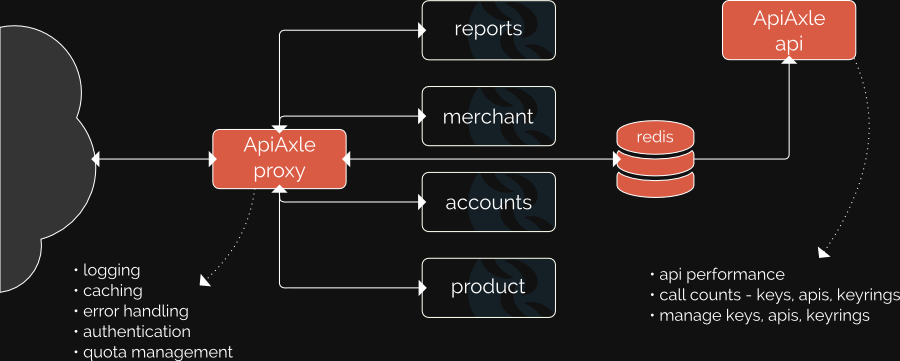 reports
ApiAxle
api
merchant
ApiAxle
proxy
redis
accounts
product
• logging
• caching
• error handling
• authentication
• quota management
• api performance
• call counts - keys, apis, keyrings
• manage keys, apis, keyrings